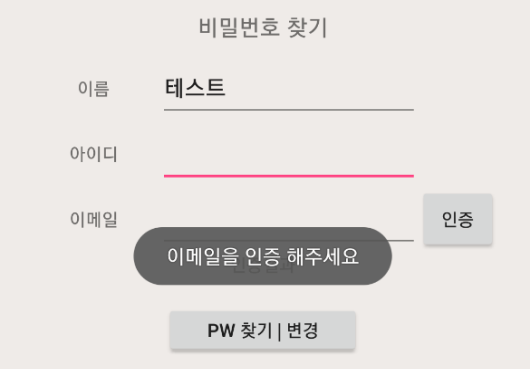 비밀번호 찾기
이름 테스트
아이디
이메일 인증
이메일을 인증 해주세요
PW 찾기 | 변경